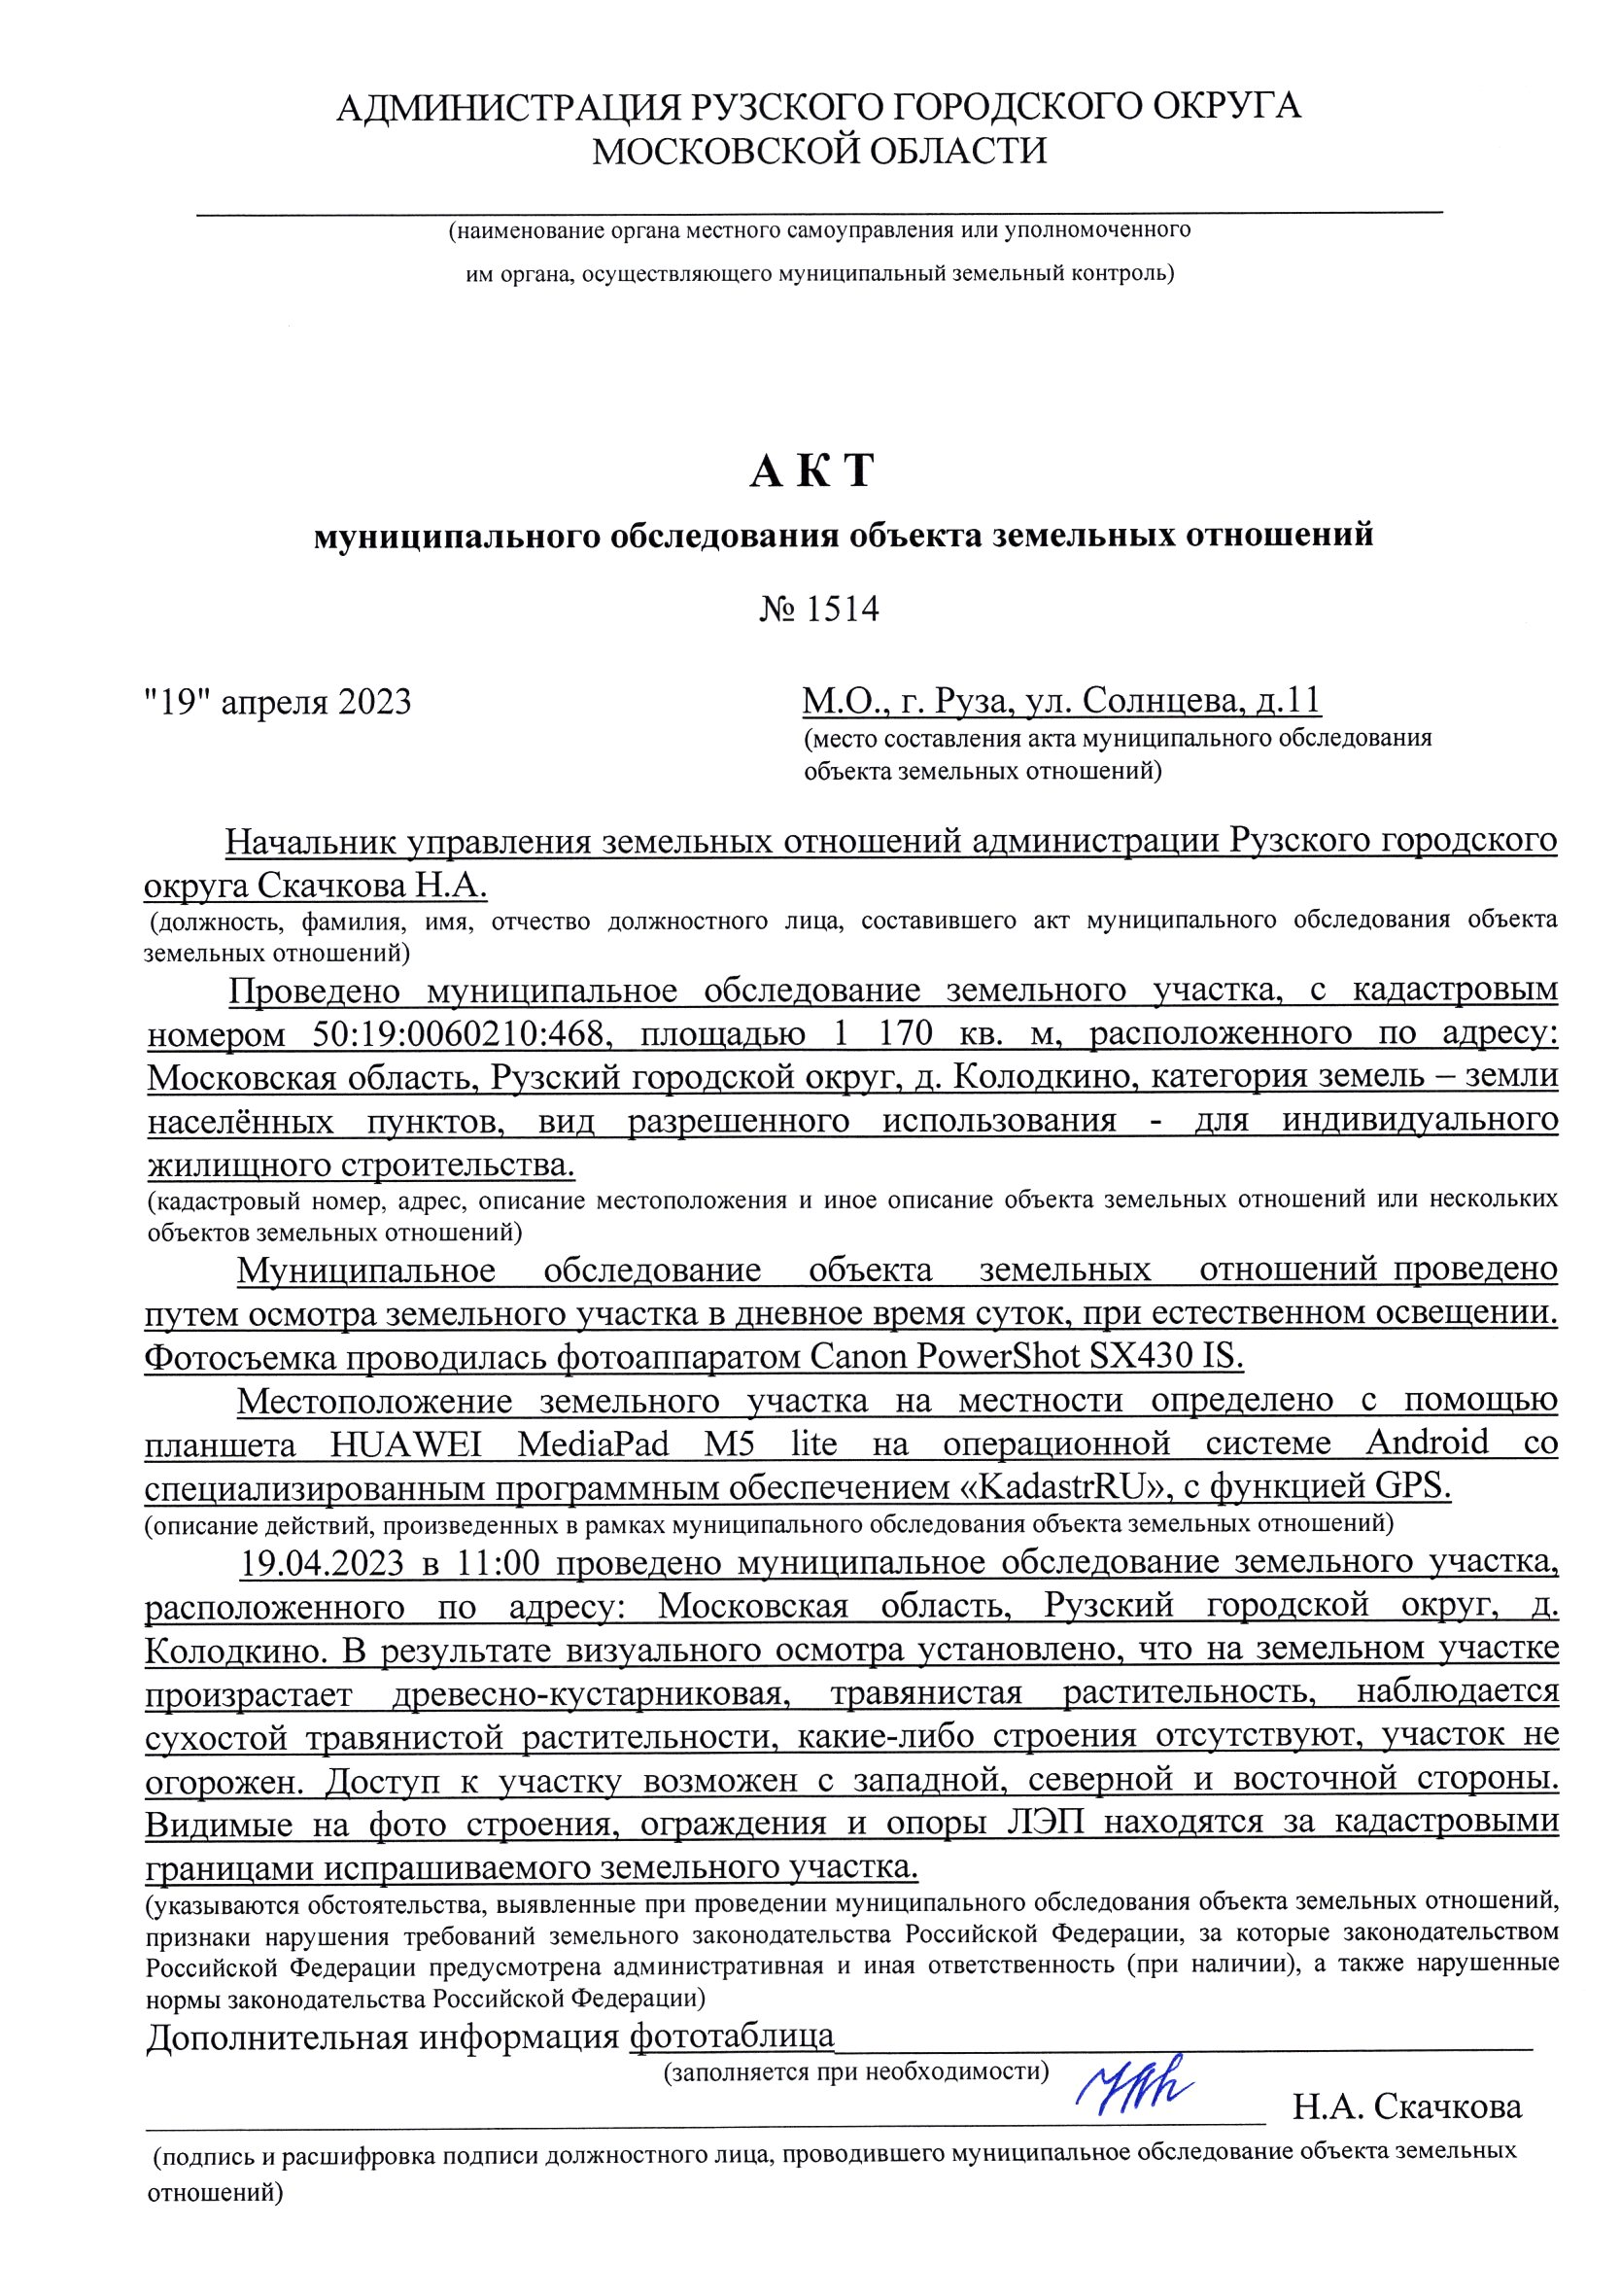 АДМИНИСТРАЦИЯ РУЗСКОГО ГОРОДСКОГО ОКРУГА
МОСКОВСКОЙ ОБЛАСТИ
(наименование органа местного самоуправления или уполномоченного
им органа, осуществляющего муниципальный земельный контроль)
А К Т
муниципального обследования объекта земельных отношений
№ 1514
"19" апреля 2023
М.О., г. Руза, ул. Солнцева, д.11
(место составления акта муниципального обследования
объекта земельных отношений)
Начальник управления земельных отношений администрации Рузского городского
округа Скачкова Н.А.
(должность, фамилия, имя, отчество должностного лица, составившего акт муниципального обследования объекта
земельных отношений)
Проведено муниципальное обследование земельного участка, с кадастровым
номером 50:19:0060210:468, площадью 1 170 кв. м, расположенного по адресу:
Московская область, Рузский городской округ, д. Колодкино, категория земель – земли
населённых пунктов, вид разрешенного использования - для индивидуального
жилищного строительства.
(кадастровый номер, адрес, описание местоположения и иное описание объекта земельных отношений или нескольких
объектов земельных отношений)
Муниципальное обследование объекта земельных отношений проведено
путем осмотра земельного участка в дневное время суток, при естественном освещении.
Фотосъемка проводилась фотоаппаратом Canon PowerShot SX430 IS.
Местоположение земельного участка на местности определено с помощью
планшета HUAWEI MediaPad M5 lite на операционной системе Android со
специализированным программным обеспечением «KadastrRU», с функцией GPS.
(описание действий, произведенных в рамках муниципального обследования объекта земельных отношений)
19.04.2023 в 11:00 проведено муниципальное обследование земельного участка,
расположенного по адресу: Московская область, Рузский городской округ, д.
Колодкино. В результате визуального осмотра установлено, что на земельном участке
произрастает древесно-кустарниковая, травянистая растительность, наблюдается
сухостой травянистой растительности, какие-либо строения отсутствуют, участок не
огорожен. Доступ к участку возможен с западной, северной и восточной стороны.
Видимые на фото строения, ограждения и опоры ЛЭП находятся за кадастровыми
границами испрашиваемого земельного участка.
(указываются обстоятельства, выявленные при проведении муниципального обследования объекта земельных отношений,
признаки нарушения требований земельного законодательства Российской Федерации, за которые законодательством
Российской Федерации предусмотрена административная и иная ответственность (при наличии), а также нарушенные
нормы законодательства Российской Федерации)
Дополнительная информация фототаблица
(заполняется при необходимости)
Н.А. Скачкова
(подпись и расшифровка подписи должностного лица, проводившего муниципальное обследование объекта земельных
отношений)